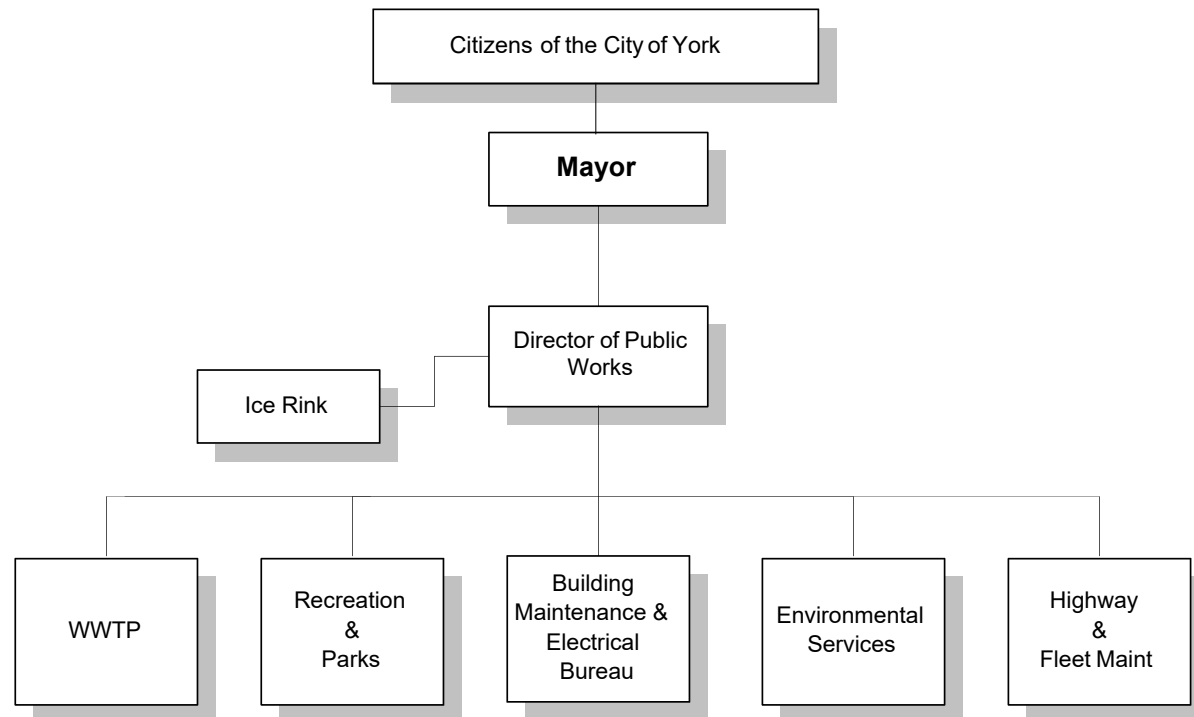 Citizens of the City of York
Mayor
Director of Public
Works
Ice Rink
WWTP
Recreation
&
Parks
Building
Maintenance &
Electrical
Bureau
Environmental
Services
Highway
&
Fleet Maint